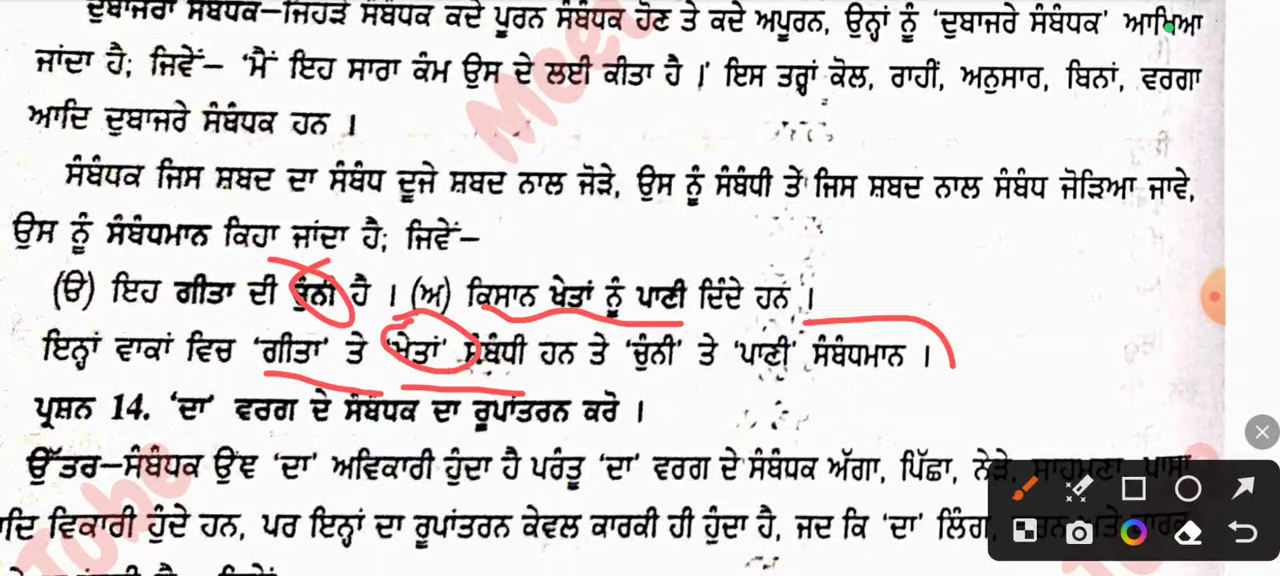 ਦੁਬਾਜਰਾ ਸੰਬੰਧਕ—ਜਿਹੜੇ ਸੰਬੰਧਕ ਕਦੇ ਪੂਰਨ ਸੰਬੰਧਕ ਹੋਣ ਤੇ ਕਦੇ ਅਪੂਰਨ, ਉਨ੍ਹਾਂ ਨੂੰ ‘ਦੁਬਾਜਰੇ ਸੰਬੰਧਕ’ ਆਖਿਆ
ਜਾਂਦਾ ਹੈ; ਜਿਵੇਂ— ‘ਮੈਂ ਇਹ ਸਾਰਾ ਕੰਮ ਉਸ ਦੇ ਲਈ ਕੀਤਾ ਹੈ ।’ ਇਸ ਤਰ੍ਹਾਂ ਕੋਲ, ਰਾਹੀਂ, ਅਨੁਸਾਰ, ਬਿਨਾਂ, ਵਰਗਾ
ਆਦਿ ਦੁਬਾਜਰੇ ਸੰਬੰਧਕ ਹਨ ।
ਸੰਬੰਧਕ ਜਿਸ ਸ਼ਬਦ ਦਾ ਸੰਬੰਧ ਦੂਜੇ ਸ਼ਬਦ ਨਾਲ ਜੋੜੇ, ਉਸ ਨੂੰ ਸੰਬੰਧੀ ਤੇ ਜਿਸ ਸ਼ਬਦ ਨਾਲ ਸੰਬੰਧ ਜੋੜਿਆ ਜਾਵੇ,
ਉਸ ਨੂੰ ਸੰਬੰਧਮਾਨ ਕਿਹਾ ਜਾਂਦਾ ਹੈ; ਜਿਵੇਂ—
(ੳ) ਇਹ ਗੀਤਾ ਦੀ ਚੁੰਨੀ ਹੈ । (ਅ) ਕਿਸਾਨ ਖੇਤਾਂ ਨੂੰ ਪਾਣੀ ਦਿੰਦੇ ਹਨ ।
ਇਨ੍ਹਾਂ ਵਾਕਾਂ ਵਿਚ ‘ਗੀਤਾ’ ਤੇ ‘ਖੇਤਾਂ’ ਸੰਬੰਧੀ ਹਨ ਤੇ ‘ਚੁੰਨੀ’ ਤੇ ‘ਪਾਣੀ’ ਸੰਬੰਧਮਾਨ ।
ਪ੍ਰਸ਼ਨ 14. ‘ਦਾ’ ਵਰਗ ਦੇ ਸੰਬੰਧਕ ਦਾ ਰੂਪਾਂਤਰਨ ਕਰੋ ।
ਉੱਤਰ—ਸੰਬੰਧਕ ਉਂਞ ‘ਦਾ’ ਅਵਿਕਾਰੀ ਹੁੰਦਾ ਹੈ ਪਰੰਤੂ ‘ਦਾ’ ਵਰਗ ਦੇ ਸੰਬੰਧਕ ਅੱਗਾ, ਪਿੱਛਾ, ਨੇੜੇ, ਸਾਹਮਣਾ, ਪਾਸਾ
ਵਿਕਾਰੀ ਹੁੰਦੇ ਹਨ, ਪਰ ਇਨ੍ਹਾਂ ਦਾ ਰੂਪਾਂਤਰਨ ਕੇਵਲ ਕਾਰਕੀ ਹੀ ਹੁੰਦਾ ਹੈ, ਜਦ ਕਿ ‘ਦਾ’ ਲਿੰਗ,
Meet
Tube